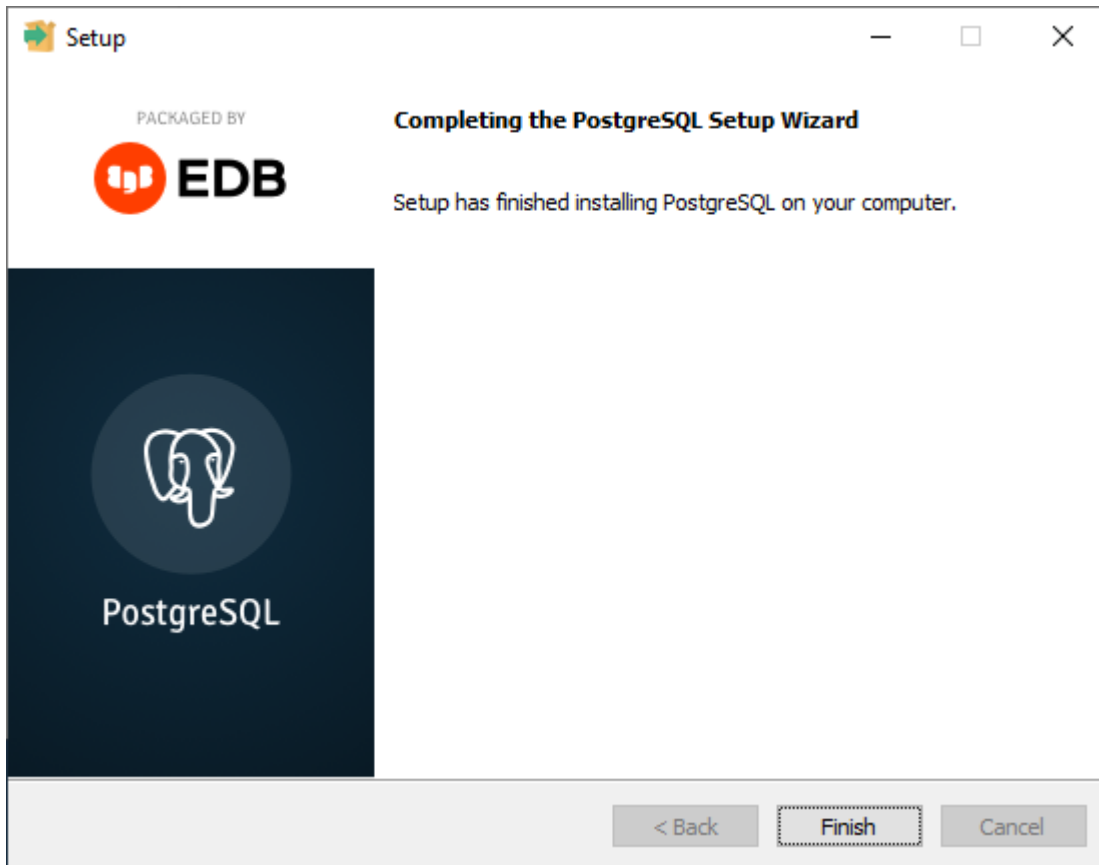 Setup
PACKAGED BY
EDB
Completing the PostgreSQL Setup Wizard
Setup has finished installing PostgreSQL on your computer.
PostgreSQL
< Back
Finish
Cancel